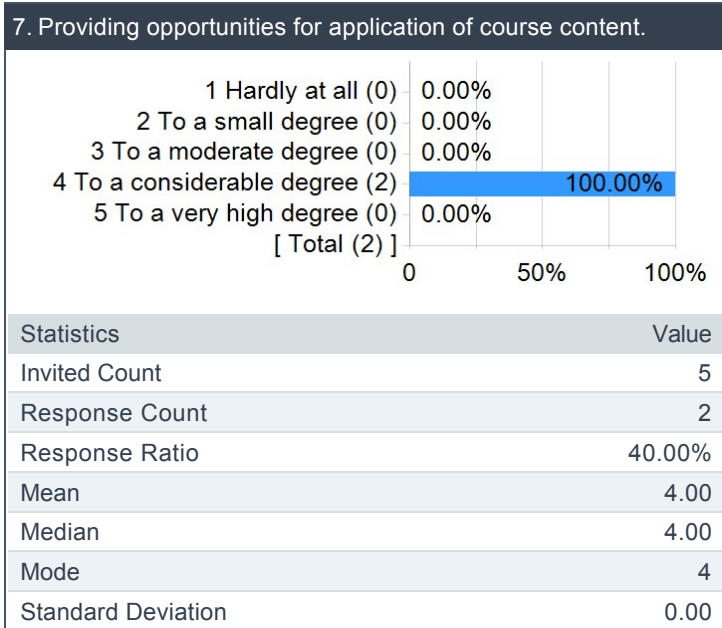 7. Providing opportunities for application of course content.
1 Hardly at all (0) 0.00%
2 To a small degree (0) 0.00%
3 To a moderate degree (0) 0.00%
4 To a considerable degree (2) 100.00%
5 To a very high degree (0) 0.00%
[ Total (2) ]
0 50% 100%
Statistics Value
Invited Count 5
Response Count 2
Response Ratio 40.00%
Mean 4.00
Median 4.00
Mode 4
Standard Deviation 0.00